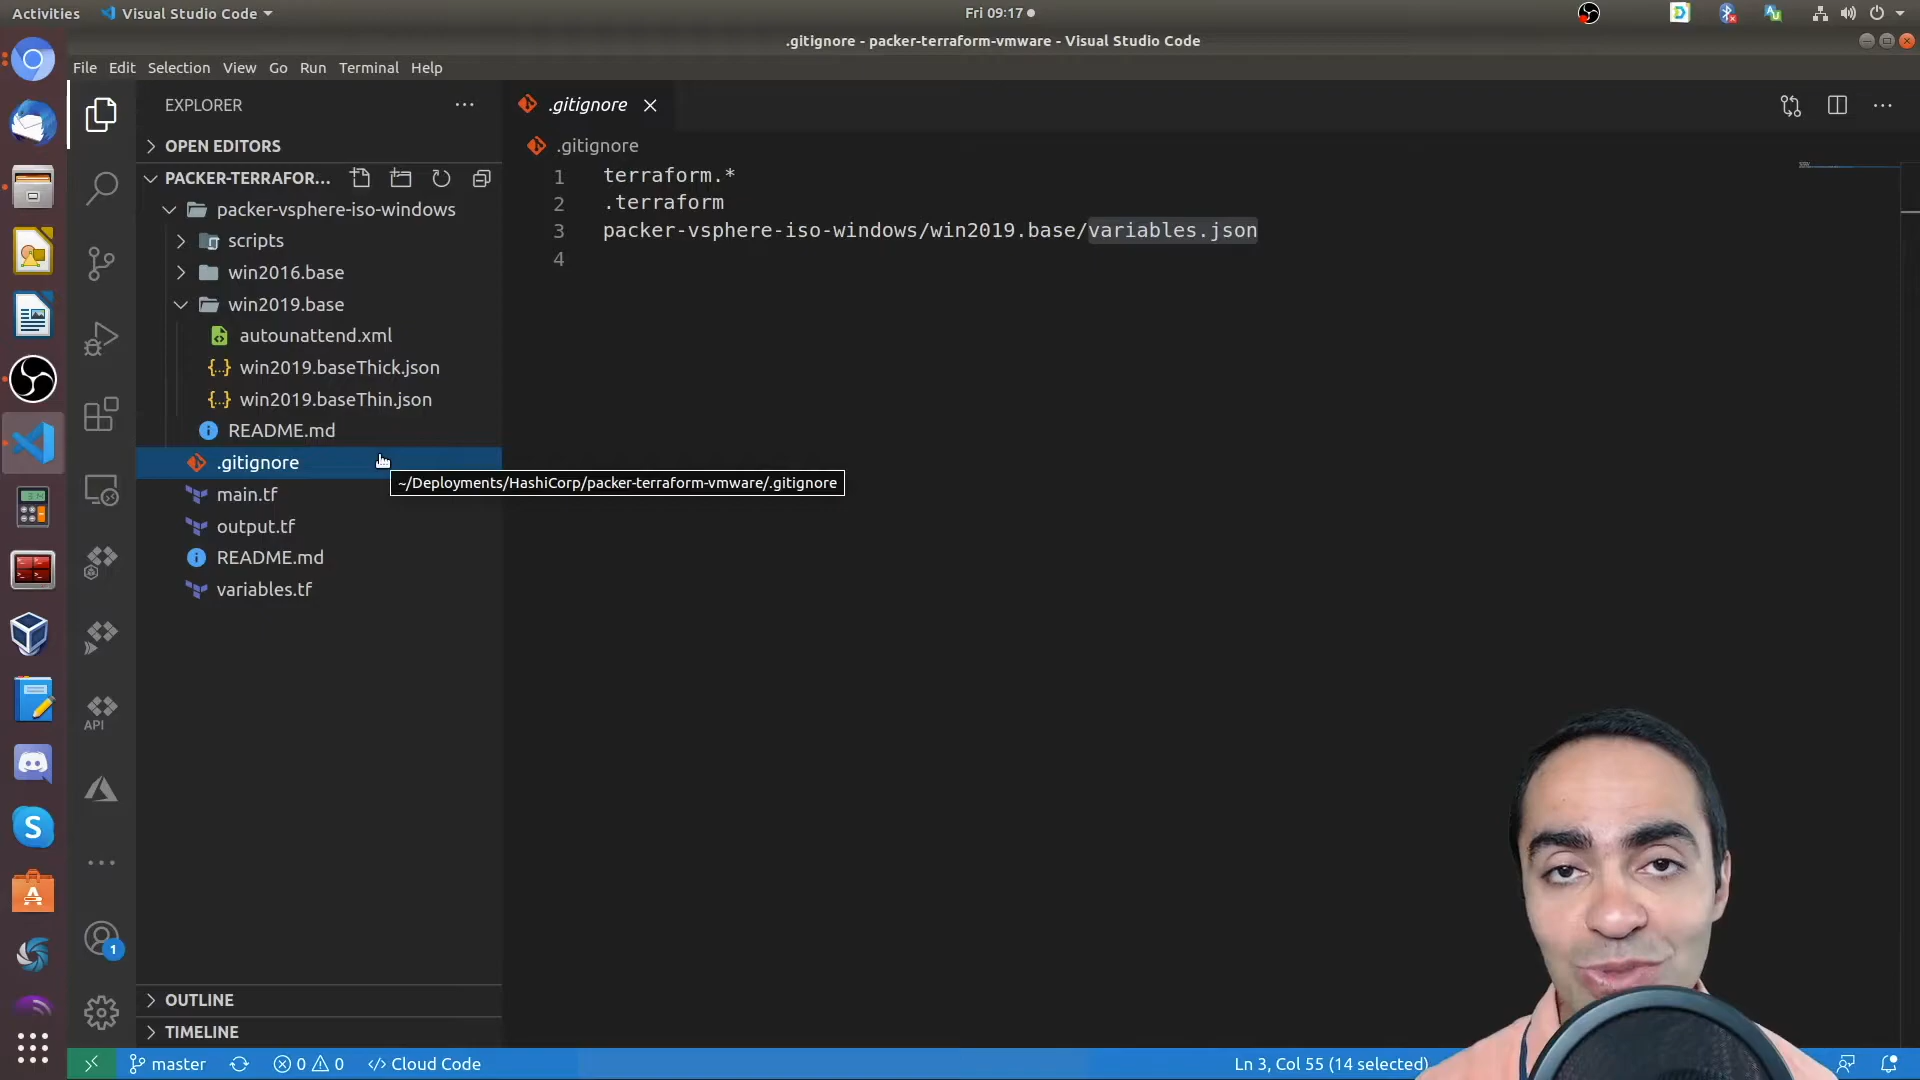 Activities
Visual Studio Code
Fri 09:17
.gitignore - packer-terraform-vmware - Visual Studio Code
File Edit Selection View Go Run Terminal Help
EXPLORER
OPEN EDITORS
PACKER-TERRAFOR...
packer-vsphere-iso-windows
scripts
win2016.base
win2019.base
autounattend.xml
{..} win2019.baseThick.json
{..} win2019.baseThin.json
README.md
.gitignore
main.tf
output.tf
README.md
variables.tf
OUTLINE
TIMELINE
.gitignore
.gitignore
1 terraform.*
2 .terraform
3 packer-vsphere-iso-windows/win2019.base/variables.json
4
~/Deployments/HashiCorp/packer-terraform-vmware/.gitignore
API
1
master
0 0
Cloud Code
Ln 3, Col 55 (14 selected)